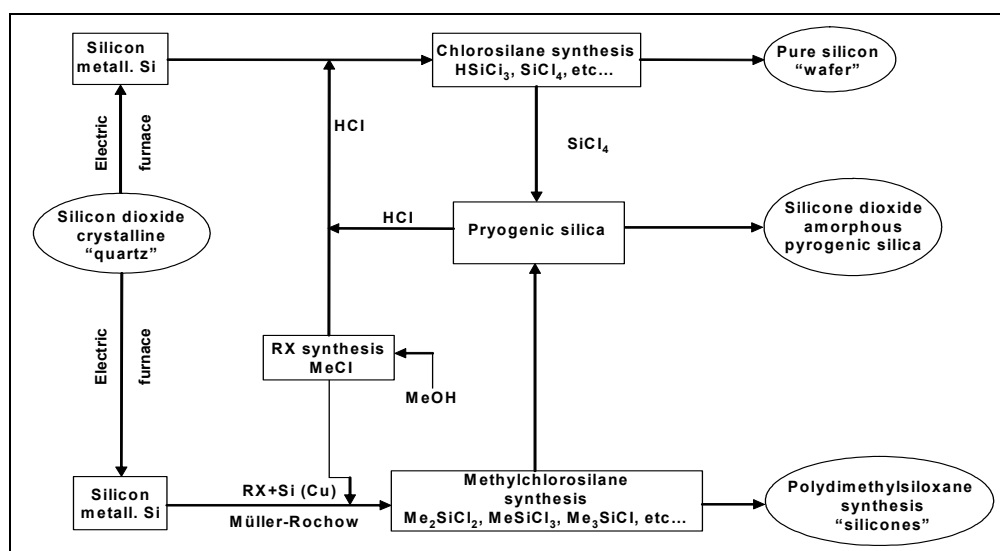 Silicon
metall. Si
Chlorosilane synthesis
HSiCi₃, SiCl₄, etc...
Pure silicon
“wafer”
Electric
furnace
HCl
SiCl₄
Silicon dioxide
crystalline
“quartz”
HCl
Pryogenic silica
Silicone dioxide
amorphous
pyrogenic silica
Electric
furnace
RX synthesis
MeCl
MeOH
Silicon
metall. Si
RX+Si (Cu)
Müller-Rochow
Methylchlorosilane
synthesis
Me₂SiCl₂, MeSiCl₃, Me₃SiCl, etc...
Polydimethylsiloxane
synthesis
“silicones”